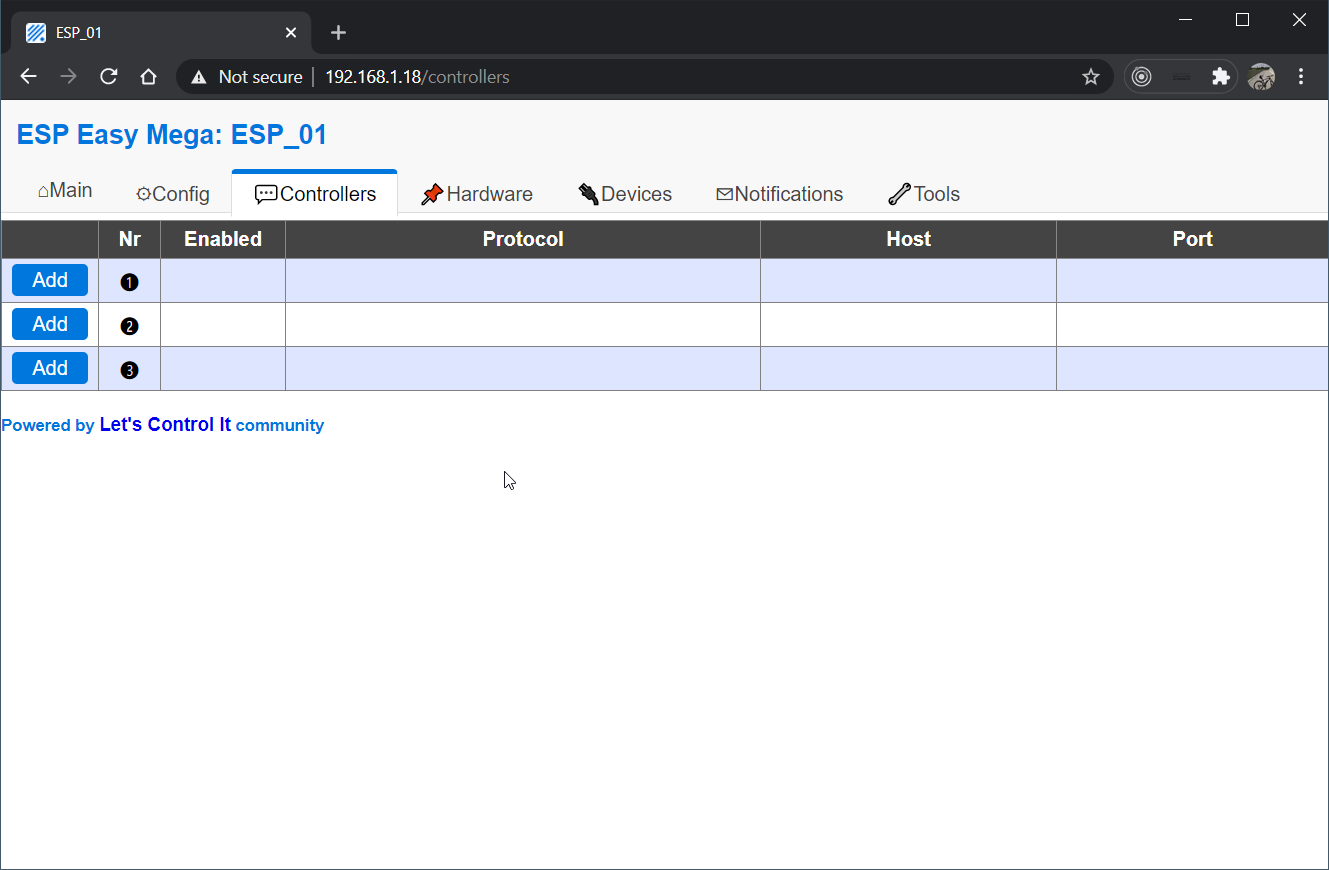 ESP_01
Not secure | 192.168.1.18/controllers
ESP Easy Mega: ESP_01
⌂Main ⚙Config 💬Controllers 📌Hardware 🔌Devices ✉Notifications 🔧Tools
Nr Enabled Protocol Host Port
Add ❶
Add ❷
Add ❸
Powered by Let's Control It community